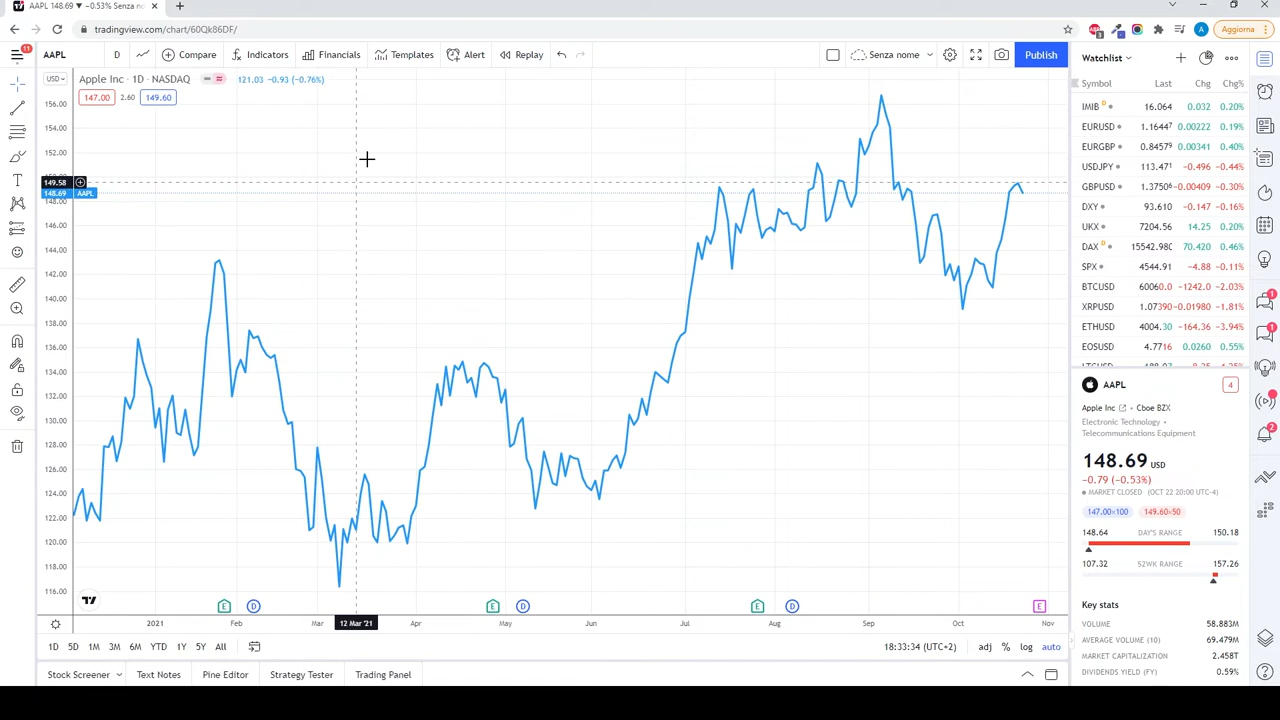 AAPL 148.69 ▼ −0.53% Senza no
tradingview.com/chart/60Qk86DF/
Aggiorna
11
AAPL D Compare Indicators Financials Templates Alert Replay Senza nome Publish
Apple Inc · 1D · NASDAQ 121.03 −0.93 (−0.76%)
147.00 2.60 149.60
USD
156.00
154.00
152.00
149.58
148.69 AAPL
148.00
146.00
144.00
142.00
140.00
138.00
136.00
134.00
132.00
130.00
128.00
126.00
124.00
122.00
120.00
118.00
116.00
E D E D E D E
2021 Feb Mar 12 Mar '21 Apr May Jun Jul Aug Sep Oct Nov
1D 5D 1M 3M 6M YTD 1Y 5Y All 18:33:34 (UTC+2) adj % log auto
Stock Screener Text Notes Pine Editor Strategy Tester Trading Panel
Watchlist
Symbol Last Chg Chg%
IMIB D 16.064 0.032 0.20%
EURUSD 1.16447 0.00222 0.19%
EURGBP 0.84579 0.00341 0.40%
USDJPY 113.471 −0.496 −0.44%
GBPUSD 1.37506 −0.00409 −0.30%
DXY 93.610 −0.147 −0.16%
UKX 7204.56 14.25 0.20%
DAX D 15542.980 70.420 0.46%
SPX 4544.91 −4.88 −0.11%
BTCUSD 60060.0 −1242.0 −2.03%
XRPUSD 1.07390 −0.01980 −1.81%
ETHUSD 4004.30 −164.36 −3.94%
EOSUSD 4.7716 0.0260 0.55%
AAPL 4
Apple Inc • Cboe BZX
Electronic Technology •
Telecommunications Equipment
148.69 USD
−0.79 (−0.53%)
MARKET CLOSED (OCT 22 20:00 UTC-4)
147.00×100 149.60×50
148.64 DAY'S RANGE 150.18
107.32 52WK RANGE 157.26
Key stats
VOLUME 58.883M
AVERAGE VOLUME (10) 69.479M
MARKET CAPITALIZATION 2.458T
DIVIDENDS YIELD (FY) 0.59%
1
1
2